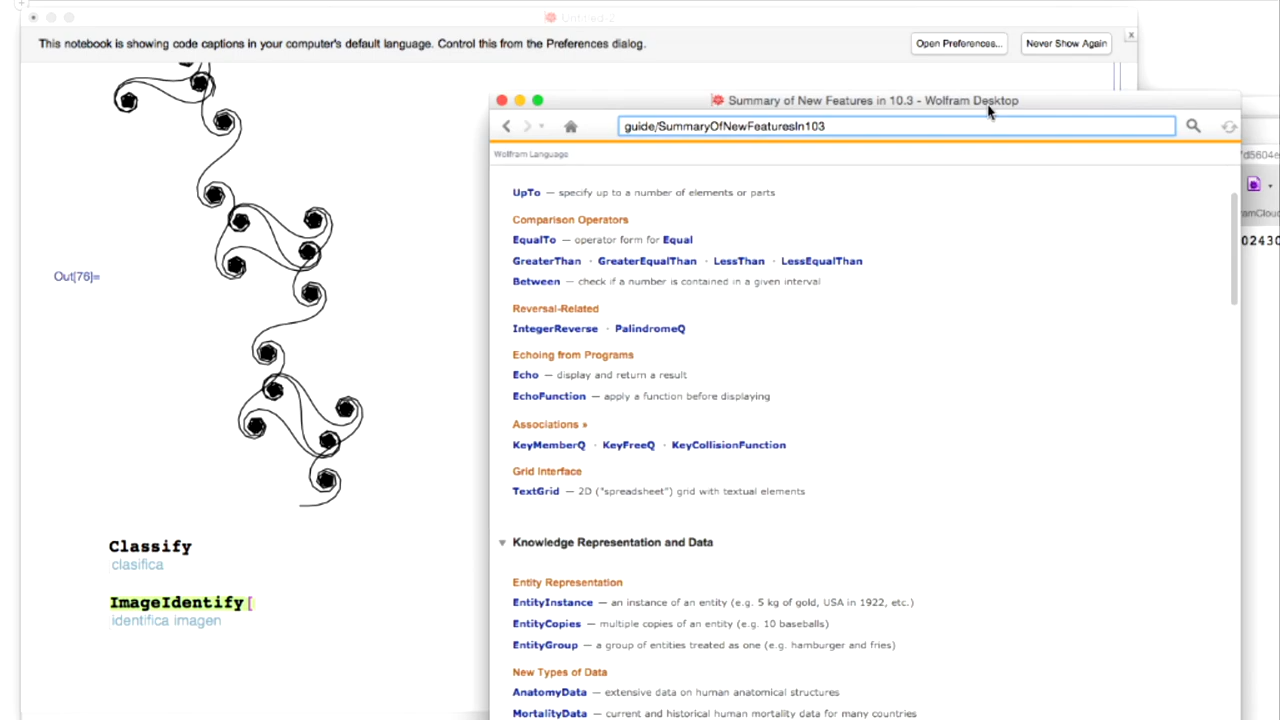 Untitled-2
This notebook is showing code captions in your computer's default language. Control this from the Preferences dialog.
Open Preferences...
Never Show Again
x
Summary of New Features in 10.3 - Wolfram Desktop
guide/SummaryOfNewFeaturesIn103
Wolfram Language
UpTo — specify up to a number of elements or parts
Comparison Operators
EqualTo — operator form for Equal
GreaterThan · GreaterEqualThan · LessThan · LessEqualThan
Between — check if a number is contained in a given interval
Reversal-Related
IntegerReverse · PalindromeQ
Echoing from Programs
Echo — display and return a result
EchoFunction — apply a function before displaying
Associations »
KeyMemberQ · KeyFreeQ · KeyCollisionFunction
Grid Interface
TextGrid — 2D ("spreadsheet") grid with textual elements
Knowledge Representation and Data
Entity Representation
EntityInstance — an instance of an entity (e.g. 5 kg of gold, USA in 1922, etc.)
EntityCopies — multiple copies of an entity (e.g. 10 baseballs)
EntityGroup — a group of entities treated as one (e.g. hamburger and fries)
New Types of Data
AnatomyData — extensive data on human anatomical structures
MortalityData — current and historical human mortality data for many countries
Out[76]=
Classify
clasifica
ImageIdentify[
identifica imagen
d5604e
amCloud
02430